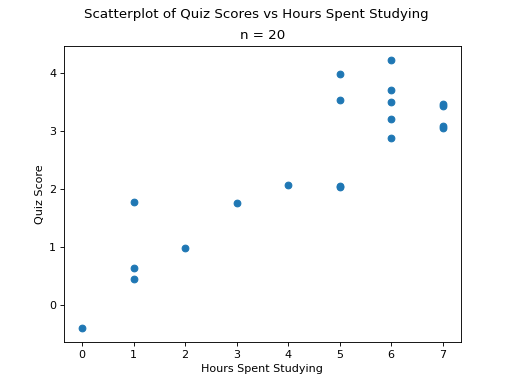 Scatterplot of Quiz Scores vs Hours Spent Studying
n = 20
4
3
2
1
0
Quiz Score
0 1 2 3 4 5 6 7
Hours Spent Studying